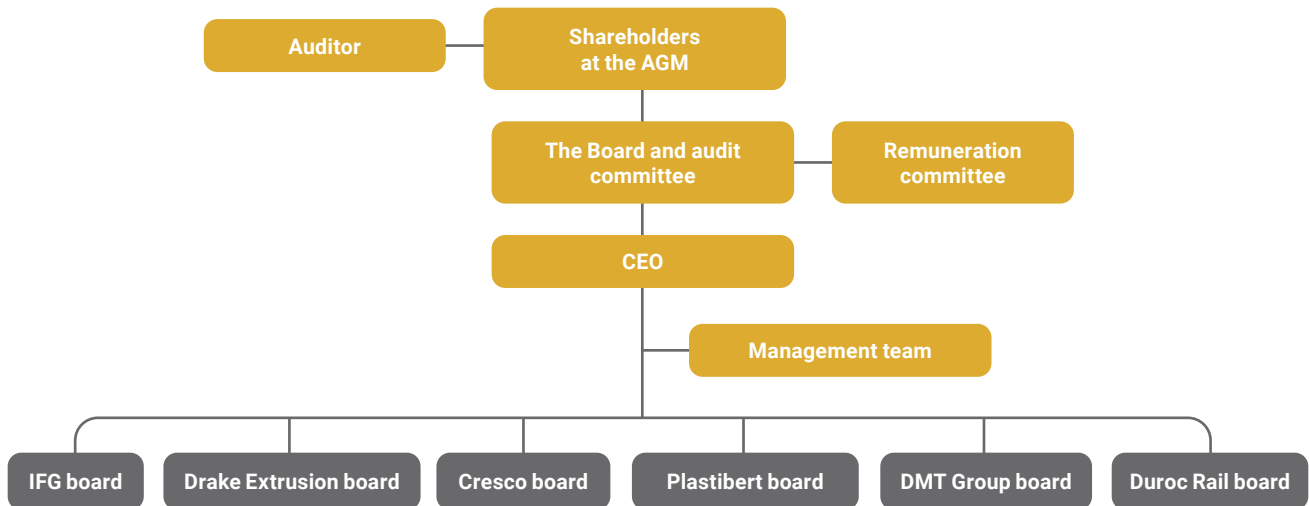 Auditor
Shareholders
at the AGM
The Board and audit
committee
Remuneration
committee
CEO
Management team
IFG board
Drake Extrusion board
Cresco board
Plastibert board
DMT Group board
Duroc Rail board